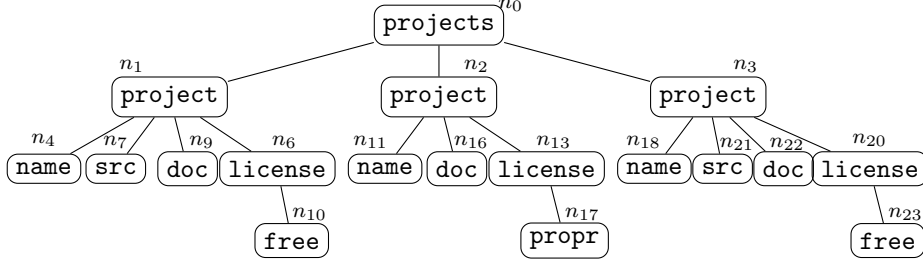 n0
projects
n1 n2 n3
project project project
n4 n7 n9 n6 n11 n16 n13 n18 n21 n22 n20
name src doc license name doc license name src doc license
n10 n17 n23
free propr free